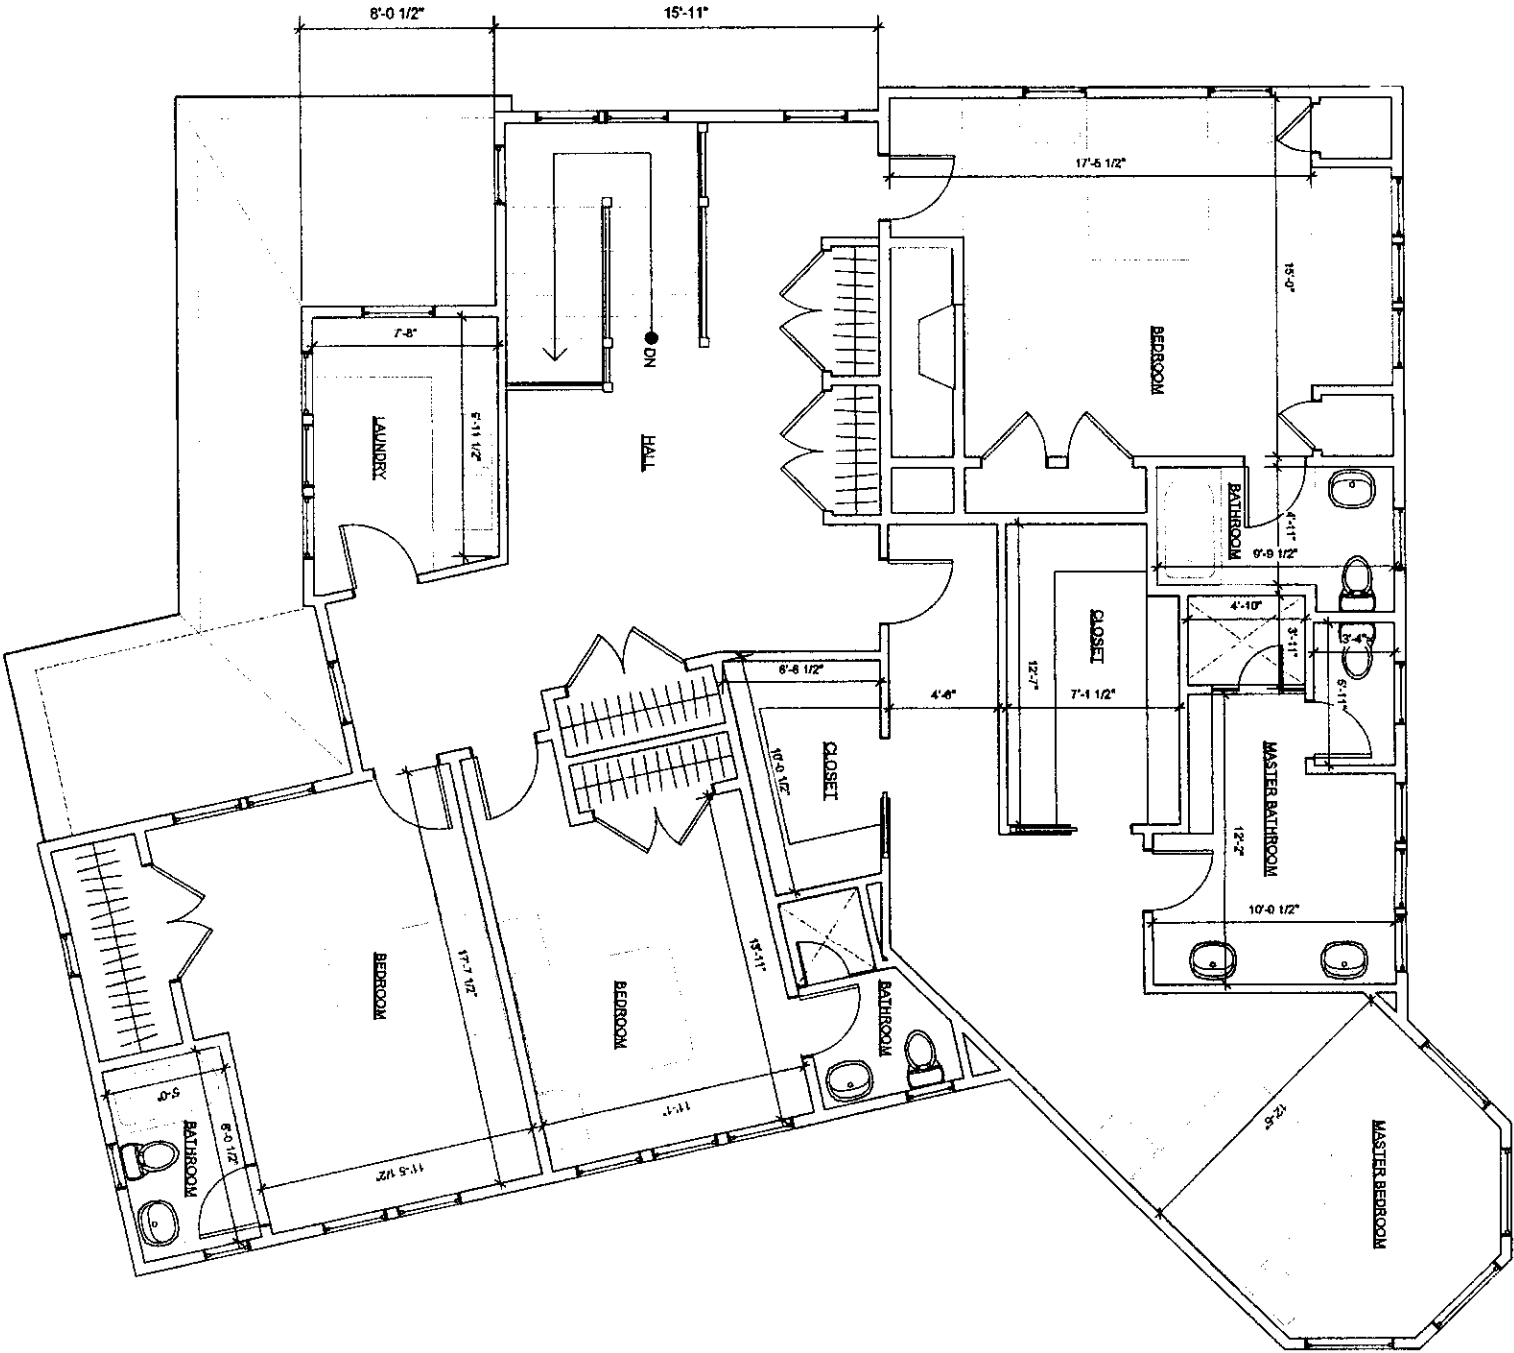 8'-0 1/2"
15'-11"
17'-5 1/2"
15'-0"
BEDROOM
DN
7'-8"
9'-11 1/2"
LAUNDRY
HALL
BATHROOM
4'-11"
9'-9 1/2"
4'-10"
3'-11"
3'-4"
5'-11"
CLOSET
12'-7"
7'-1 1/2"
4'-6"
6'-6 1/2"
10'-0 1/2"
CLOSET
MASTER BATHROOM
12'-2"
10'-0 1/2"
BEDROOM
17'-7 1/2"
BEDROOM
13'-11"
BATHROOM
11'-1"
11'-5 1/2"
5'-0"
8'-0 1/2"
BATHROOM
12'-6"
MASTER BEDROOM